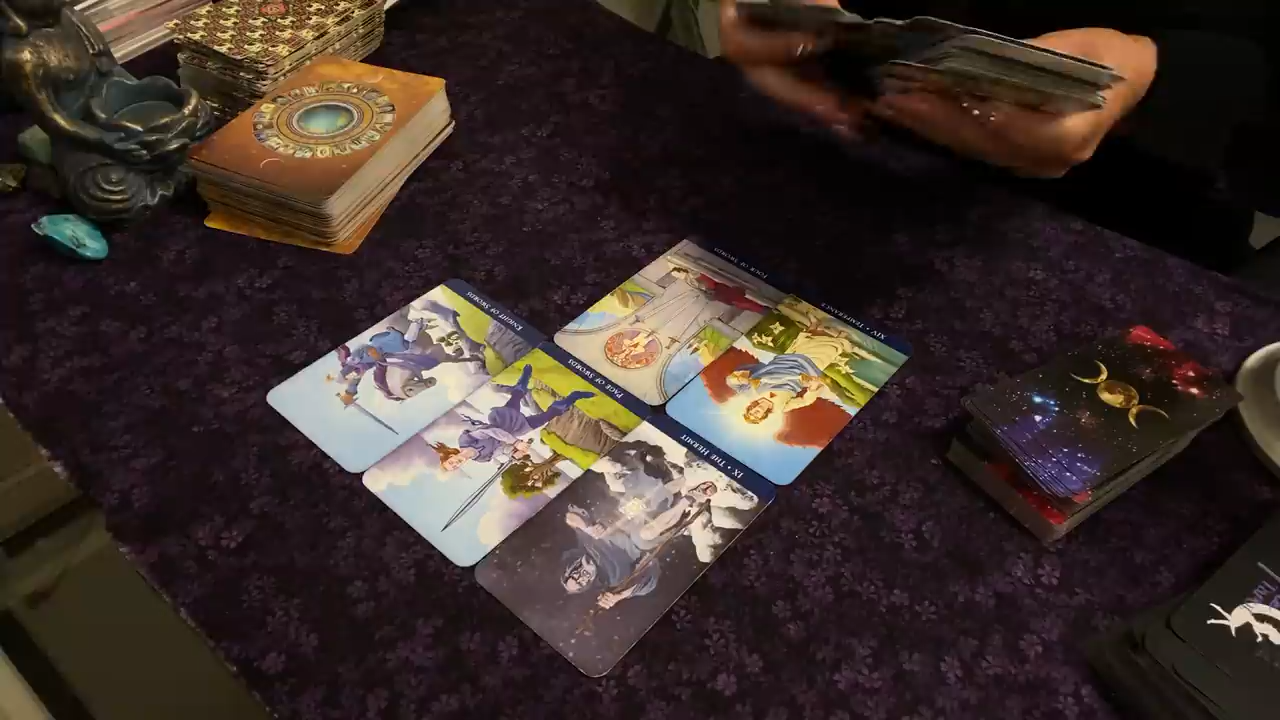 KNIGHT OF SWORDS
PAGE OF SWORDS
IX • THE HERMIT
FOUR OF SWORDS
XIV • TEMPERANCE